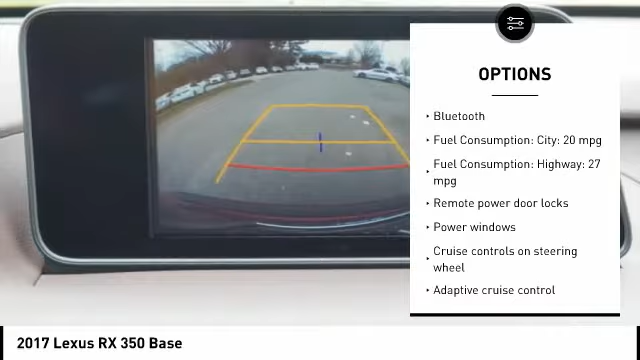 OPTIONS
• Bluetooth
• Fuel Consumption: City: 20 mpg
• Fuel Consumption: Highway: 27
mpg
• Remote power door locks
• Power windows
• Cruise controls on steering
wheel
• Adaptive cruise control
2017 Lexus RX 350 Base